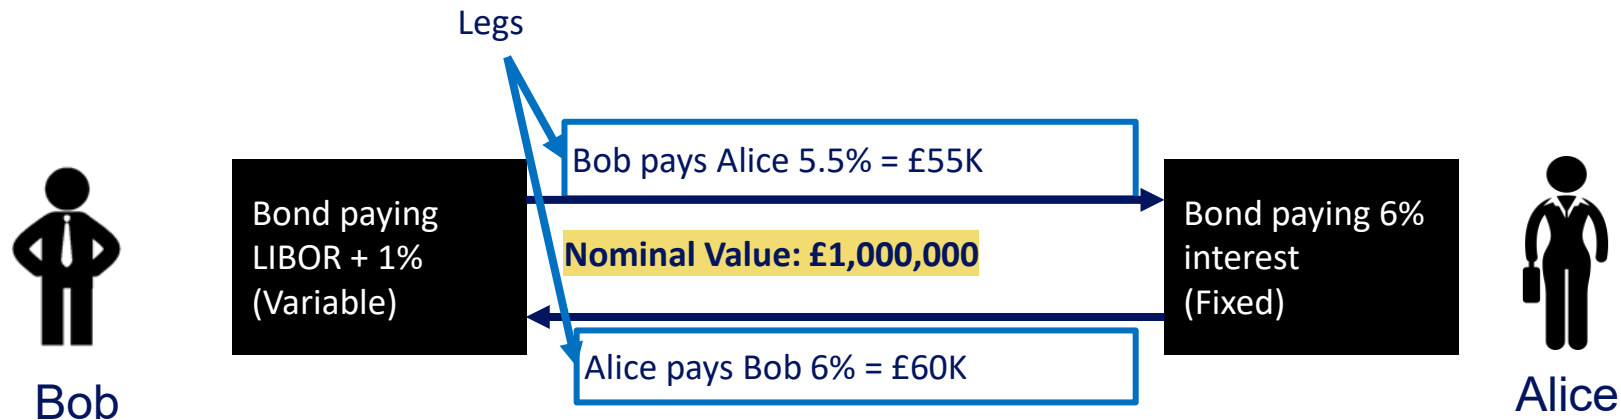 Legs
Bob pays Alice 5.5% = £55K
Bond paying
LIBOR + 1%
(Variable)
Nominal Value: £1,000,000
Bond paying 6%
interest
(Fixed)
Alice pays Bob 6% = £60K
Bob
Alice